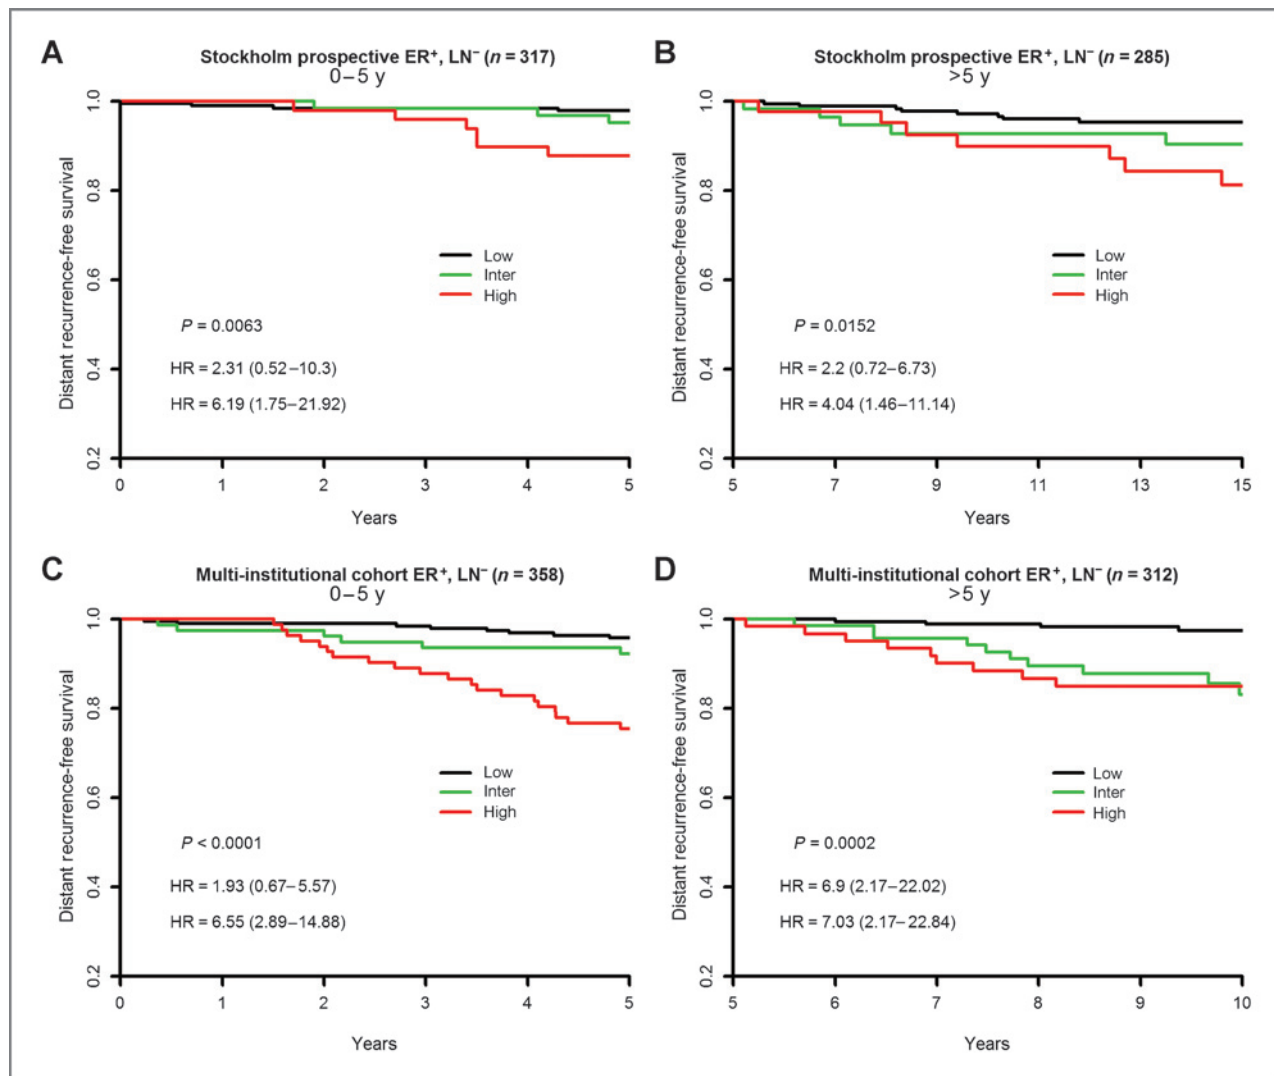 A
Stockholm prospective ER⁺, LN⁻ (n = 317)
0–5 y
Distant recurrence-free survival
1.0
0.8
0.6
0.4
0.2
Low
Inter
High
P = 0.0063
HR = 2.31 (0.52–10.3)
HR = 6.19 (1.75–21.92)
0 1 2 3 4 5
Years
B
Stockholm prospective ER⁺, LN⁻ (n = 285)
>5 y
Distant recurrence-free survival
1.0
0.8
0.6
0.4
0.2
Low
Inter
High
P = 0.0152
HR = 2.2 (0.72–6.73)
HR = 4.04 (1.46–11.14)
5 7 9 11 13 15
Years
C
Multi-institutional cohort ER⁺, LN⁻ (n = 358)
0–5 y
Distant recurrence-free survival
1.0
0.8
0.6
0.4
0.2
Low
Inter
High
P < 0.0001
HR = 1.93 (0.67–5.57)
HR = 6.55 (2.89–14.88)
0 1 2 3 4 5
Years
D
Multi-institutional cohort ER⁺, LN⁻ (n = 312)
>5 y
Distant recurrence-free survival
1.0
0.8
0.6
0.4
0.2
Low
Inter
High
P = 0.0002
HR = 6.9 (2.17–22.02)
HR = 7.03 (2.17–22.84)
5 6 7 8 9 10
Years